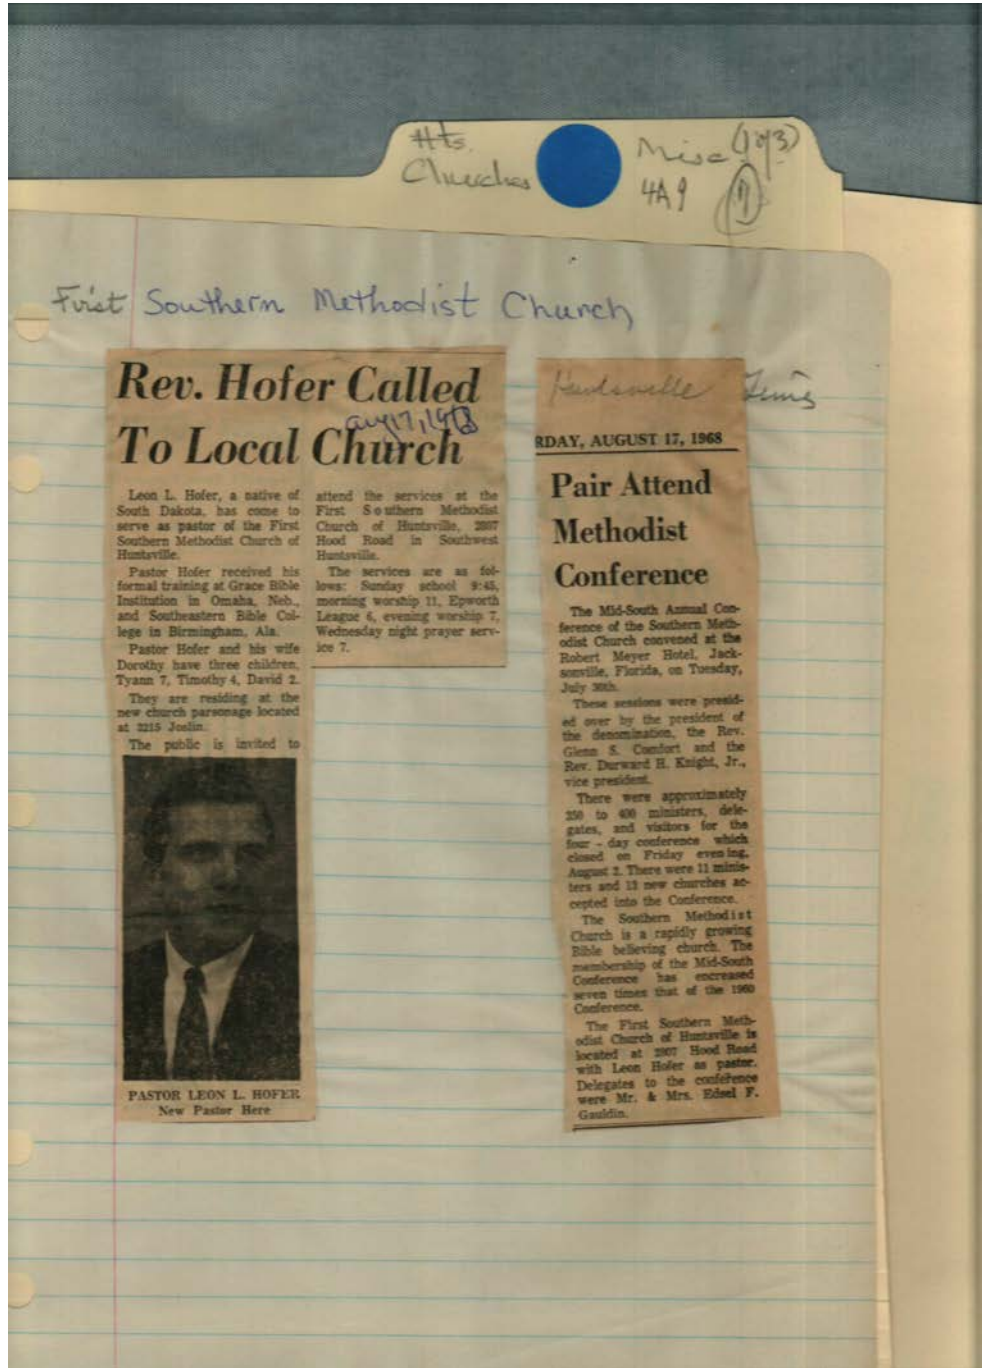 Hts.
Churches
Misc (1 of 3)
4A9 7
First Southern Methodist Church
Rev. Hofer Called
To Local Church
Aug 17, 1968
Leon L. Hofer, a native of
South Dakota, has come to
serve as pastor of the First
Southern Methodist Church of
Huntsville.
Pastor Hofer received his
formal training at Grace Bible
Institution in Omaha, Neb.,
and Southeastern Bible Col-
lege in Birmingham, Ala.
Pastor Hofer and his wife
Dorothy have three children,
Tyann 7, Timothy 4, David 2.
They are residing at the
new church parsonage located
at 3215 Joslin.
The public is invited to
attend the services at the
First Southern Methodist
Church of Huntsville, 2807
Hood Road in Southwest
Huntsville.
The services are as fol-
lows: Sunday school 9:45,
morning worship 11, Epworth
League 6, evening worship 7,
Wednesday night prayer serv-
ice 7.
PASTOR LEON L. HOFER
New Pastor Here
Huntsville Times
RDAY, AUGUST 17, 1968
Pair Attend
Methodist
Conference
The Mid-South Annual Con-
ference of the Southern Meth-
odist Church convened at the
Robert Meyer Hotel, Jack-
sonville, Florida, on Tuesday,
July 30th.
These sessions were presid-
ed over by the president of
the denomination, the Rev.
Glenn S. Comfort and the
Rev. Durward H. Knight, Jr.,
vice president.
There were approximately
350 to 400 ministers, dele-
gates, and visitors for the
four - day conference which
closed on Friday evening,
August 2. There were 11 minis-
ters and 13 new churches ac-
cepted into the Conference.
The Southern Methodist
Church is a rapidly growing
Bible believing church. The
membership of the Mid-South
Conference has encreased
seven times that of the 1960
Conference.
The First Southern Meth-
odist Church of Huntsville is
located at 2807 Hood Road
with Leon Hofer as pastor.
Delegates to the conference
were Mr. & Mrs. Edsel F.
Gauldin.